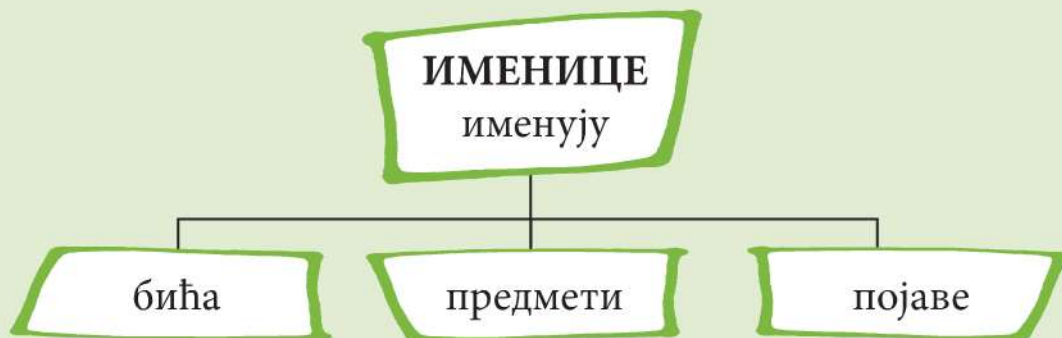 ИМЕНИЦЕ
именују
бића
предмети
појаве